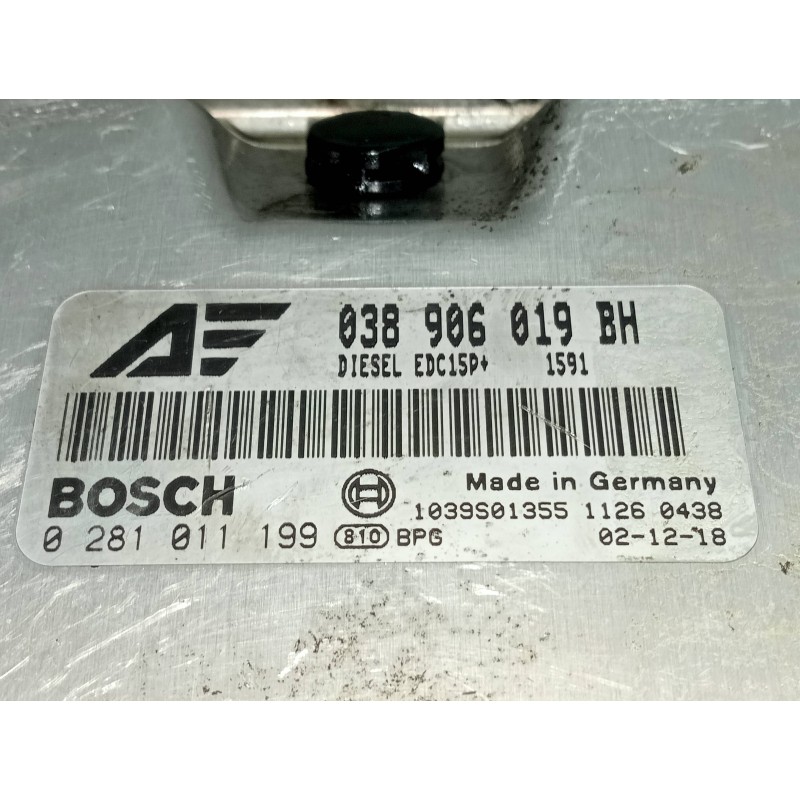 AF 038 906 019 BH
DIESEL EDC15P+ 1591
BOSCH Made in Germany
1039S01355 1126 0438
0 281 011 199 810 BPG 02-12-18